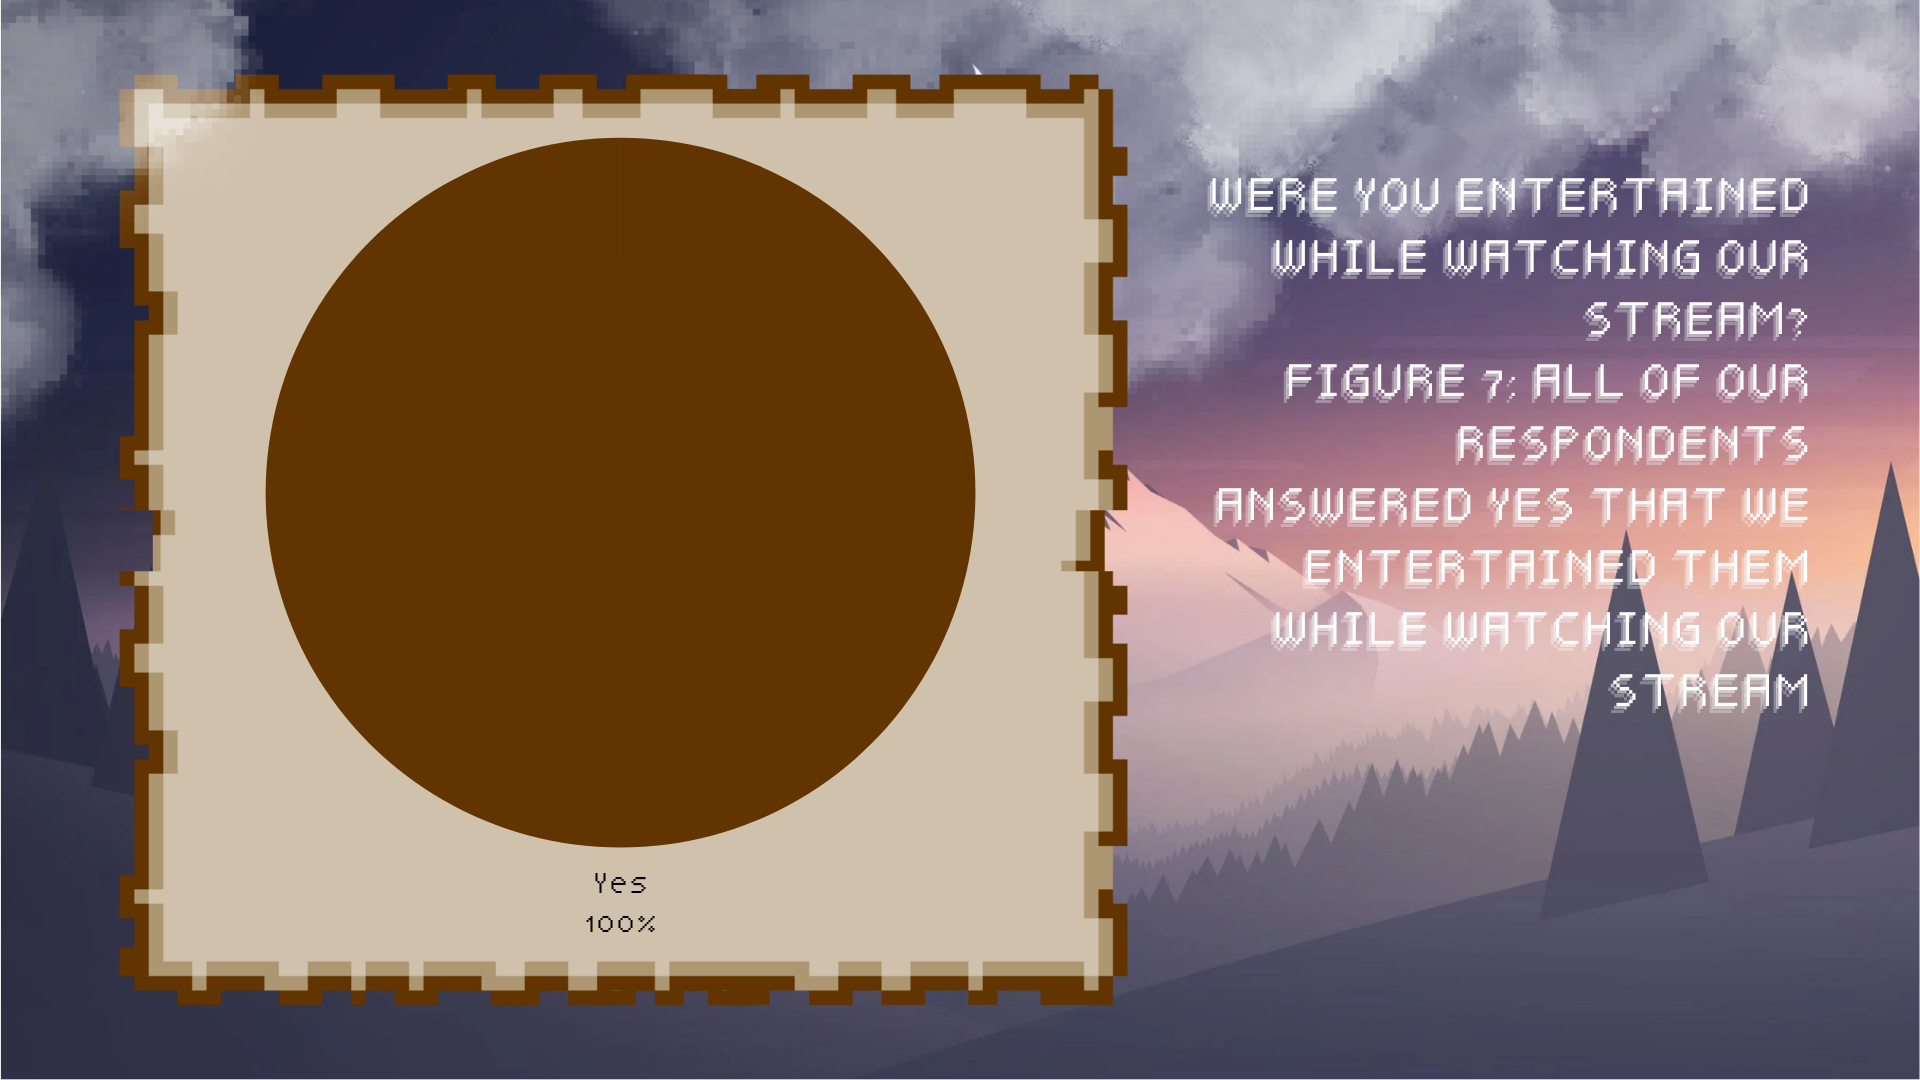 WERE YOU ENTERTAINED
WHILE WATCHING OUR
STREAM?
FIGURE 7: ALL OF OUR
RESPONDENTS
ANSWERED YES THAT WE
ENTERTAINED THEM
WHILE WATCHING OUR
STREAM
Yes
100%